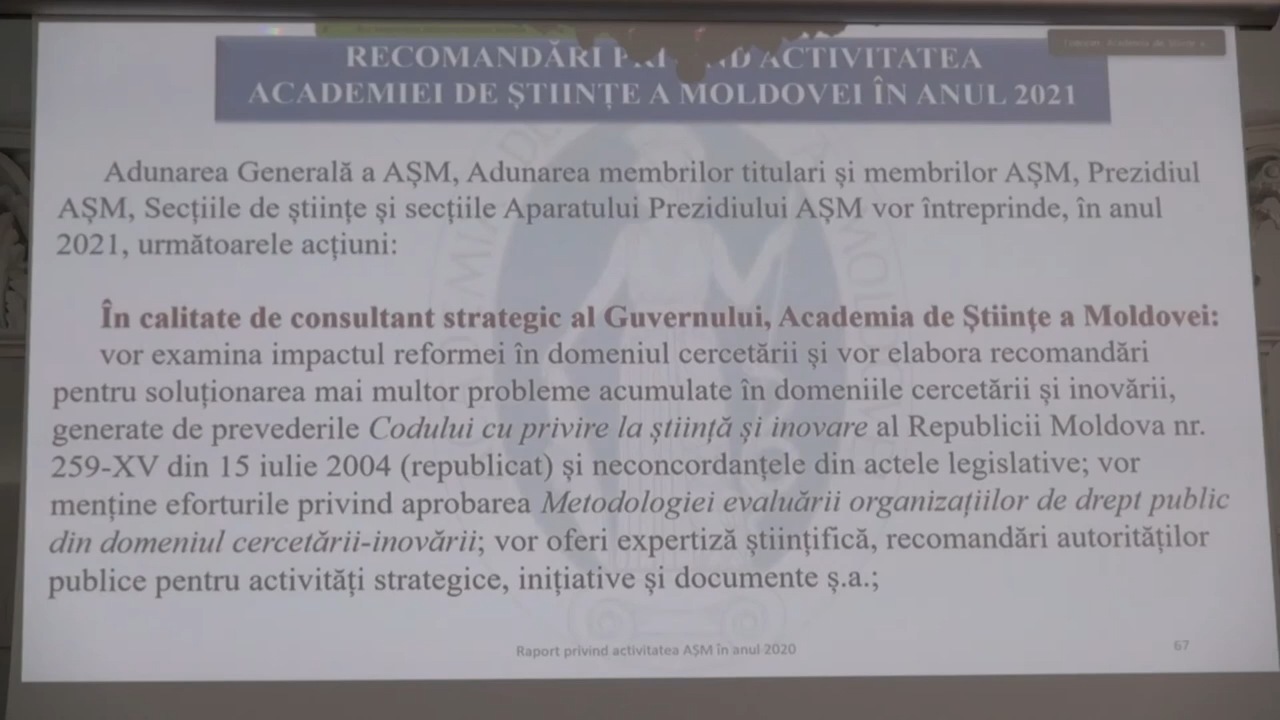 RECOMANDĂRI ACTIVITATEA
ACADEMIEI DE ȘTIINȚE A MOLDOVEI ÎN ANUL 2021
Adunarea Generală a AȘM, Adunarea membrilor titulari și membrilor AȘM, Prezidiul
AȘM, Secțiile de științe și secțiile Aparatului Prezidiului AȘM vor întreprinde, în anul
2021, următoarele acțiuni:
În calitate de consultant strategic al Guvernului, Academia de Științe a Moldovei:
vor examina impactul reformei în domeniul cercetării și vor elabora recomandări
pentru soluționarea mai multor probleme acumulate în domeniile cercetării și inovării,
generate de prevederile Codului cu privire la știință și inovare al Republicii Moldova nr.
259-XV din 15 iulie 2004 (republicat) și neconcordanțele din actele legislative; vor
menține eforturile privind aprobarea Metodologiei evaluării organizațiilor de drept public
din domeniul cercetării-inovării; vor oferi expertiză științifică, recomandări autorităților
publice pentru activități strategice, inițiative și documente ș.a.;
Raport privind activitatea AȘM în anul 2020
67